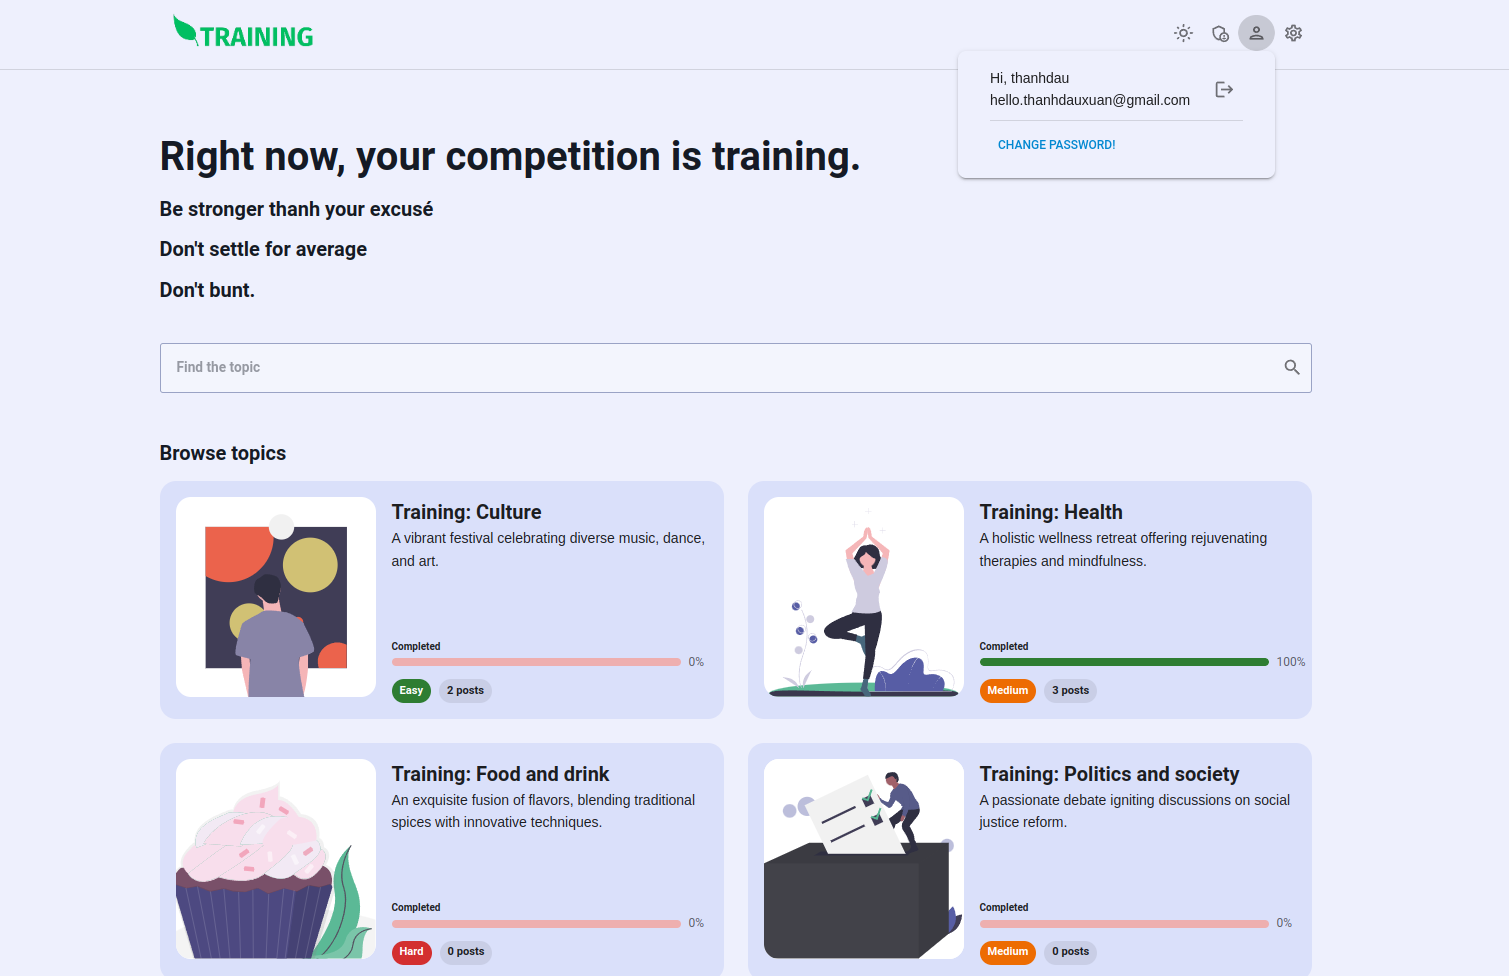 TRAINING
Hi, thanhdau
hello.thanhdauxuan@gmail.com
CHANGE PASSWORD!
Right now, your competition is training.
Be stronger thanh your excusé
Don't settle for average
Don't bunt.
Find the topic
Browse topics
Training: Culture
A vibrant festival celebrating diverse music, dance,
and art.
Completed
0%
Easy
2 posts
Training: Health
A holistic wellness retreat offering rejuvenating
therapies and mindfulness.
Completed
100%
Medium
3 posts
Training: Food and drink
An exquisite fusion of flavors, blending traditional
spices with innovative techniques.
Completed
0%
Hard
0 posts
Training: Politics and society
A passionate debate igniting discussions on social
justice reform.
Completed
0%
Medium
0 posts